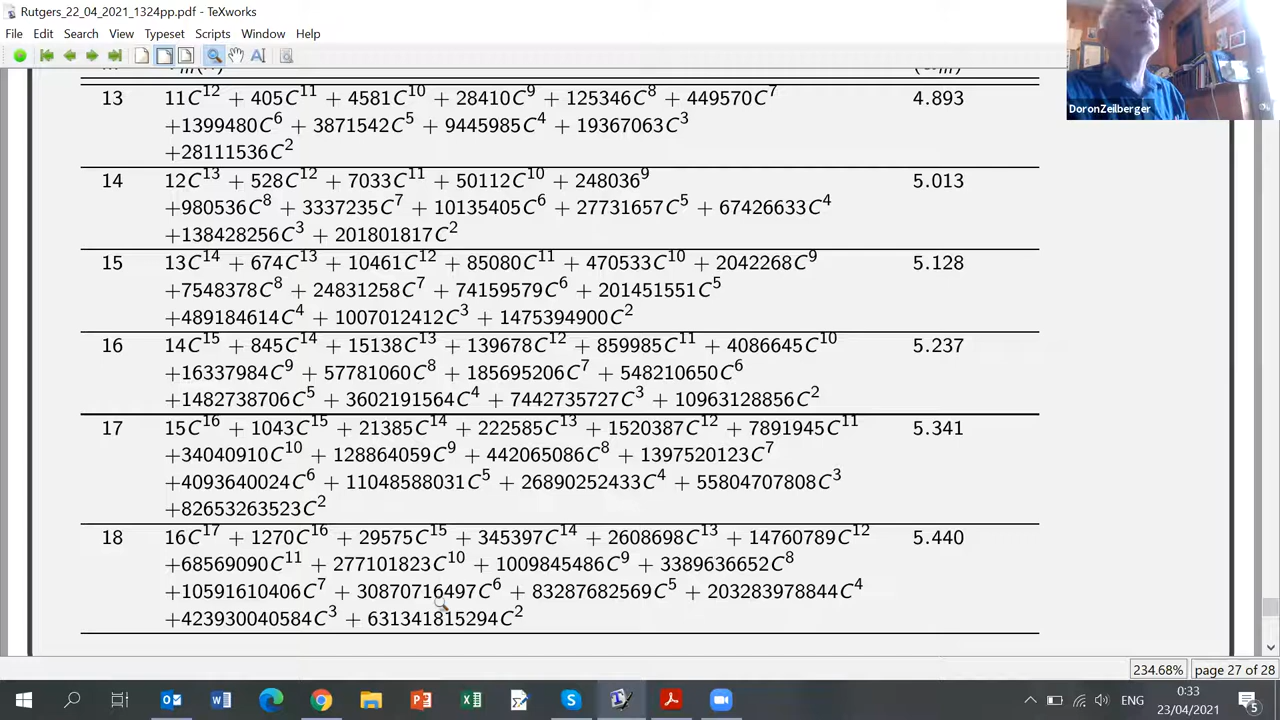 Rutgers_22_04_2021_1324pp.pdf - TeXworks
File Edit Search View Typeset Scripts Window Help
DoronZeilberger
13 11C^12 + 405C^11 + 4581C^10 + 28410C^9 + 125346C^8 + 449570C^7 4.893
+1399480C^6 + 3871542C^5 + 9445985C^4 + 19367063C^3
+28111536C^2
14 12C^13 + 528C^12 + 7033C^11 + 50112C^10 + 248036^9 5.013
+980536C^8 + 3337235C^7 + 10135405C^6 + 27731657C^5 + 67426633C^4
+138428256C^3 + 201801817C^2
15 13C^14 + 674C^13 + 10461C^12 + 85080C^11 + 470533C^10 + 2042268C^9 5.128
+7548378C^8 + 24831258C^7 + 74159579C^6 + 201451551C^5
+489184614C^4 + 1007012412C^3 + 1475394900C^2
16 14C^15 + 845C^14 + 15138C^13 + 139678C^12 + 859985C^11 + 4086645C^10 5.237
+16337984C^9 + 57781060C^8 + 185695206C^7 + 548210650C^6
+1482738706C^5 + 3602191564C^4 + 7442735727C^3 + 10963128856C^2
17 15C^16 + 1043C^15 + 21385C^14 + 222585C^13 + 1520387C^12 + 7891945C^11 5.341
+34040910C^10 + 128864059C^9 + 442065086C^8 + 1397520123C^7
+4093640024C^6 + 11048588031C^5 + 26890252433C^4 + 55804707808C^3
+82653263523C^2
18 16C^17 + 1270C^16 + 29575C^15 + 345397C^14 + 2608698C^13 + 14760789C^12 5.440
+68569090C^11 + 277101823C^10 + 1009845486C^9 + 3389636652C^8
+10591610406C^7 + 30870716497C^6 + 83287682569C^5 + 203283978844C^4
+423930040584C^3 + 631341815294C^2
234.68% page 27 of 28
ENG
0:33
23/04/2021
5